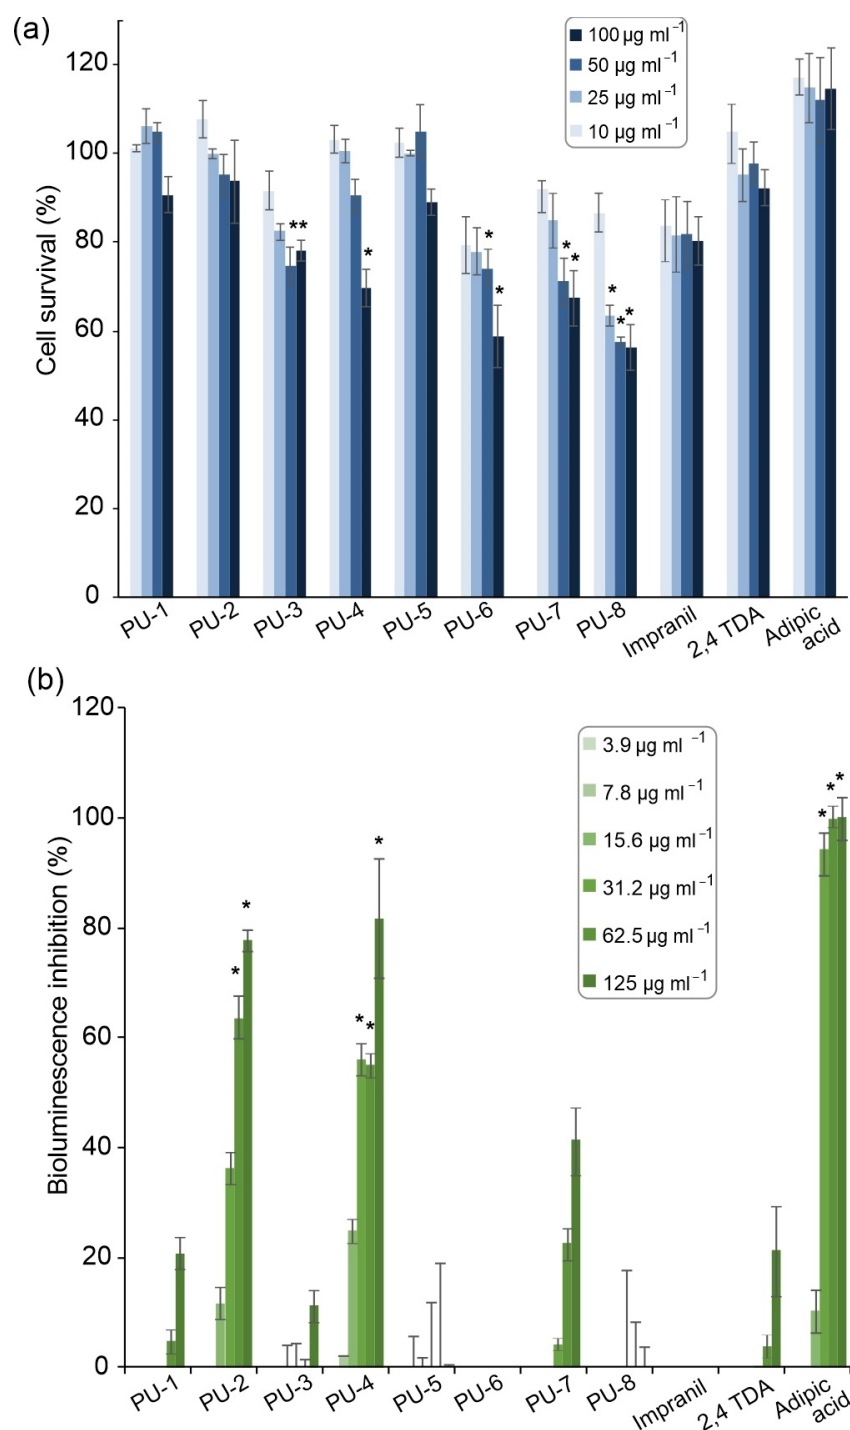 (a)
Cell survival (%)
120
100
80
60
40
20
0
100 µg ml⁻¹
50 µg ml⁻¹
25 µg ml⁻¹
10 µg ml⁻¹
**
*
*
*
*
*
*
*
*
PU-1
PU-2
PU-3
PU-4
PU-5
PU-6
PU-7
PU-8
Impranil
2,4 TDA
Adipic
acid
(b)
Bioluminescence inhibition (%)
120
100
80
60
40
20
0
3.9 µg ml⁻¹
7.8 µg ml⁻¹
15.6 µg ml⁻¹
31.2 µg ml⁻¹
62.5 µg ml⁻¹
125 µg ml⁻¹
*
*
*
*
*
*
*
*
PU-1
PU-2
PU-3
PU-4
PU-5
PU-6
PU-7
PU-8
Impranil
2,4 TDA
Adipic
acid